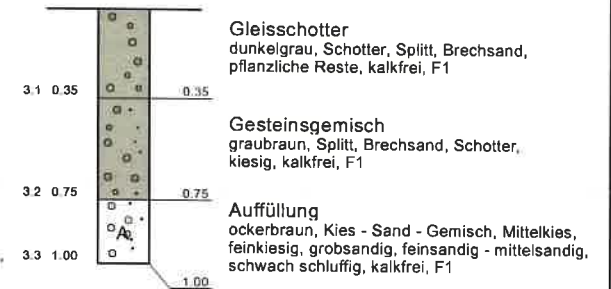 Gleisschotter
dunkelgrau, Schotter, Splitt, Brechsand,
pflanzliche Reste, kalkfrei, F1
3.1 0.35
0.35
Gesteinsgemisch
graubraun, Splitt, Brechsand, Schotter,
kiesig, kalkfrei, F1
3.2 0.75
0.75
Auffüllung
ockerbraun, Kies - Sand - Gemisch, Mittelkies,
feinkiesig, grobsandig, feinsandig - mittelsandig,
schwach schluffig, kalkfrei, F1
A
3.3 1.00
1.00